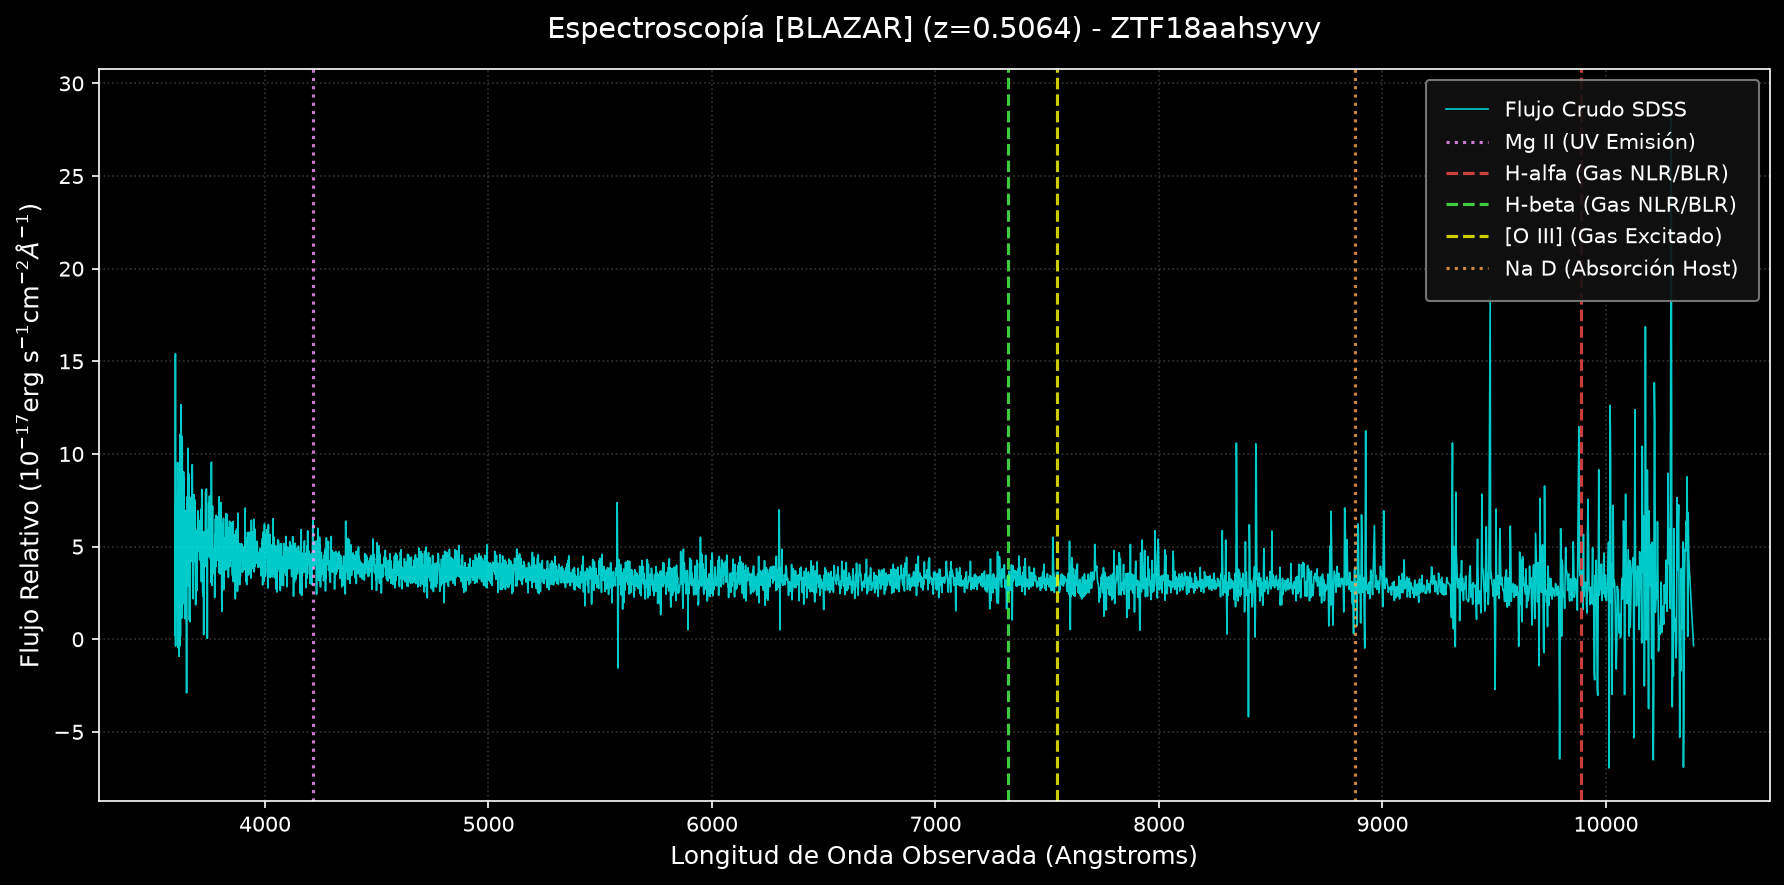 Espectroscopía [BLAZAR] (z=0.5064) - ZTF18aahsyvy
Flujo Relativo (10⁻¹⁷erg s⁻¹cm⁻²Å⁻¹)
30
25
20
15
10
5
0
−5
Flujo Crudo SDSS
Mg II (UV Emisión)
H-alfa (Gas NLR/BLR)
H-beta (Gas NLR/BLR)
[O III] (Gas Excitado)
Na D (Absorción Host)
4000 5000 6000 7000 8000 9000 10000
Longitud de Onda Observada (Angstroms)